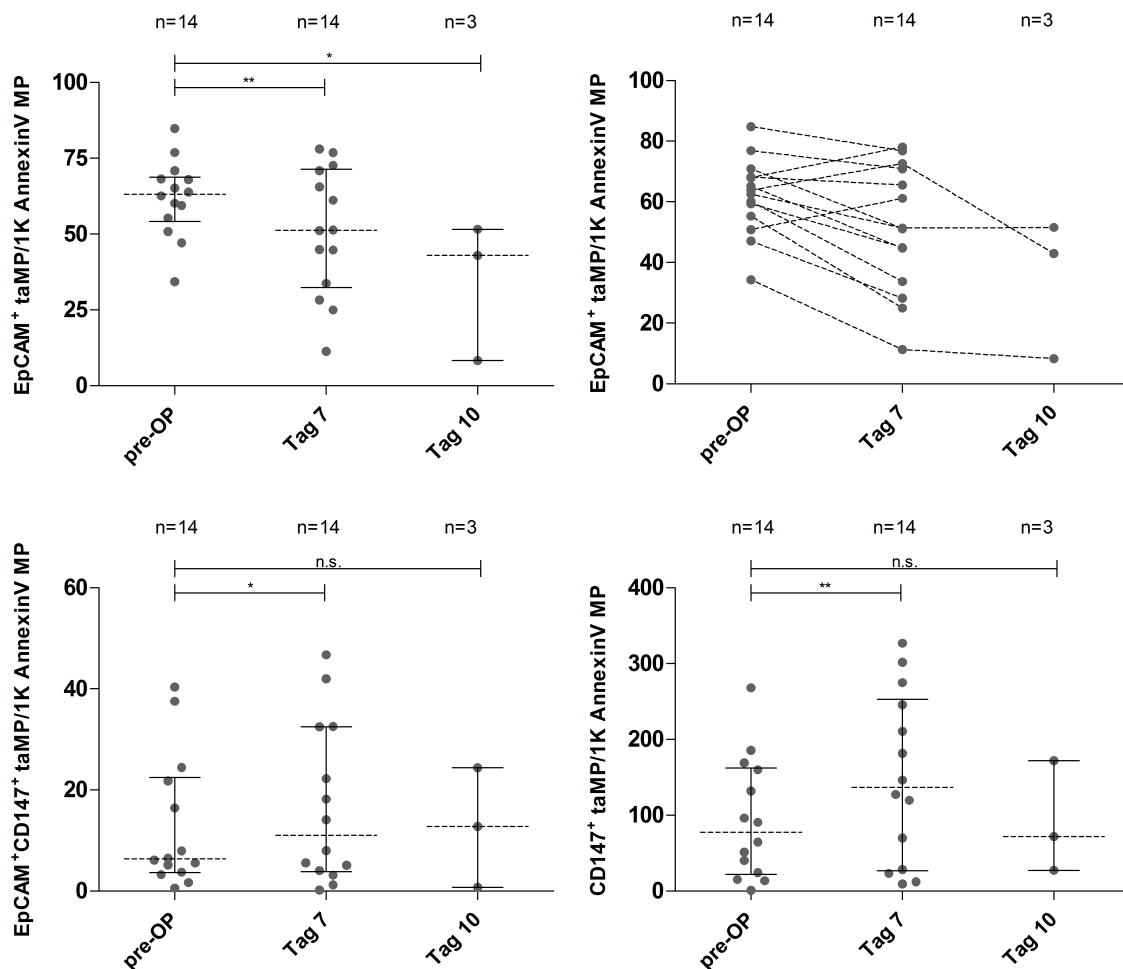 n=14 n=14 n=3
*
**
EpCAM⁺ taMP/1K AnnexinV MP
100
75
50
25
0
pre-OP Tag 7 Tag 10
n=14 n=14 n=3
EpCAM⁺ taMP/1K AnnexinV MP
100
80
60
40
20
0
pre-OP Tag 7 Tag 10
n=14 n=14 n=3
n.s.
*
EpCAM⁺CD147⁺ taMP/1K AnnexinV MP
60
40
20
0
pre-OP Tag 7 Tag 10
n=14 n=14 n=3
n.s.
**
CD147⁺ taMP/1K AnnexinV MP
400
300
200
100
0
pre-OP Tag 7 Tag 10